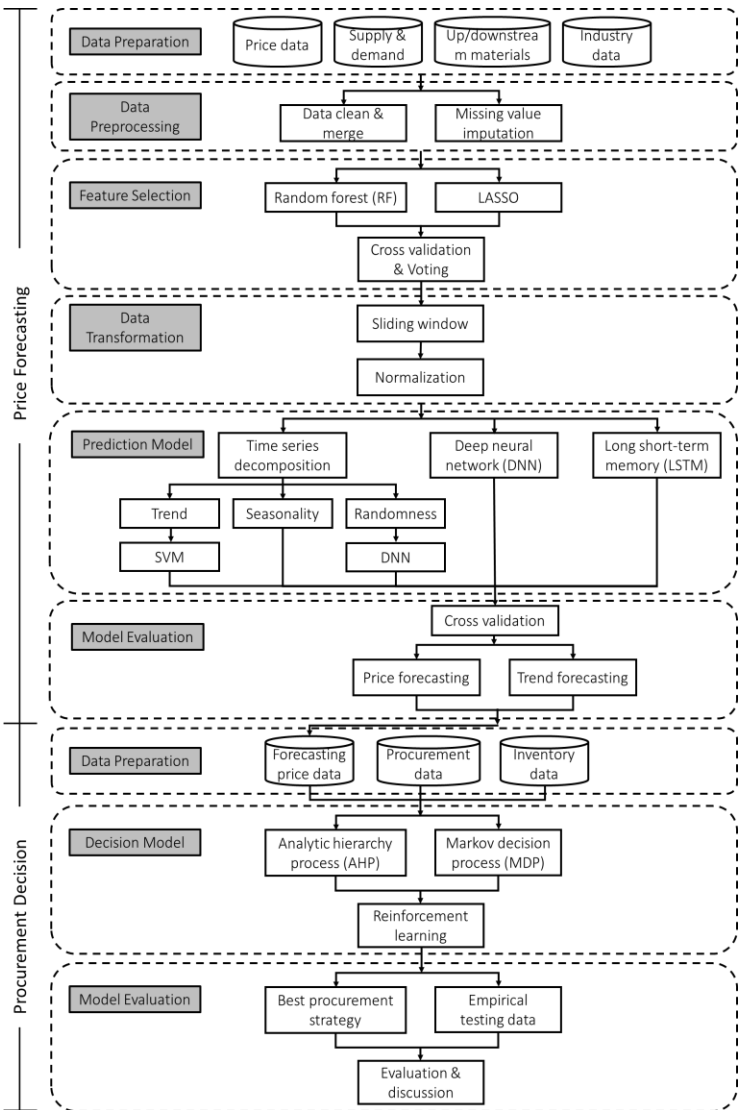 Price Forecasting
Data Preparation
Price data
Supply &
demand
Up/downstrea
m materials
Industry
data
Data
Preprocessing
Data clean &
merge
Missing value
imputation
Feature Selection
Random forest (RF)
LASSO
Cross validation
& Voting
Data
Transformation
Sliding window
Normalization
Prediction Model
Time series
decomposition
Deep neural
network (DNN)
Long short-term
memory (LSTM)
Trend
Seasonality
Randomness
SVM
DNN
Model Evaluation
Cross validation
Price forecasting
Trend forecasting
Procurement Decision
Data Preparation
Forecasting
price data
Procurement
data
Inventory
data
Decision Model
Analytic hierarchy
process (AHP)
Markov decision
process (MDP)
Reinforcement
learning
Model Evaluation
Best procurement
strategy
Empirical
testing data
Evaluation &
discussion